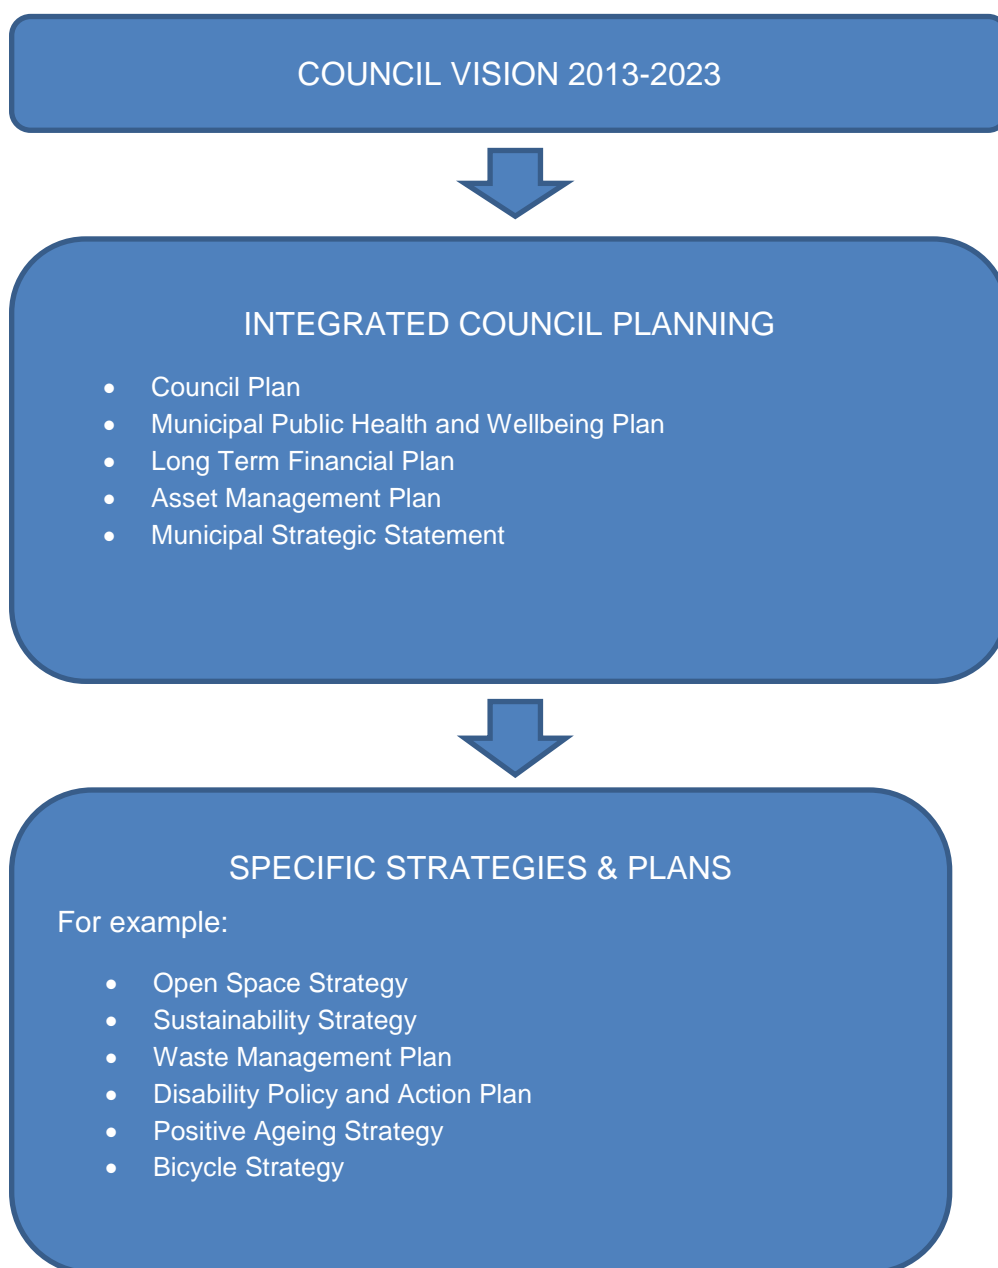 COUNCIL VISION 2013-2023
INTEGRATED COUNCIL PLANNING
• Council Plan
• Municipal Public Health and Wellbeing Plan
• Long Term Financial Plan
• Asset Management Plan
• Municipal Strategic Statement
SPECIFIC STRATEGIES & PLANS
For example:
• Open Space Strategy
• Sustainability Strategy
• Waste Management Plan
• Disability Policy and Action Plan
• Positive Ageing Strategy
• Bicycle Strategy